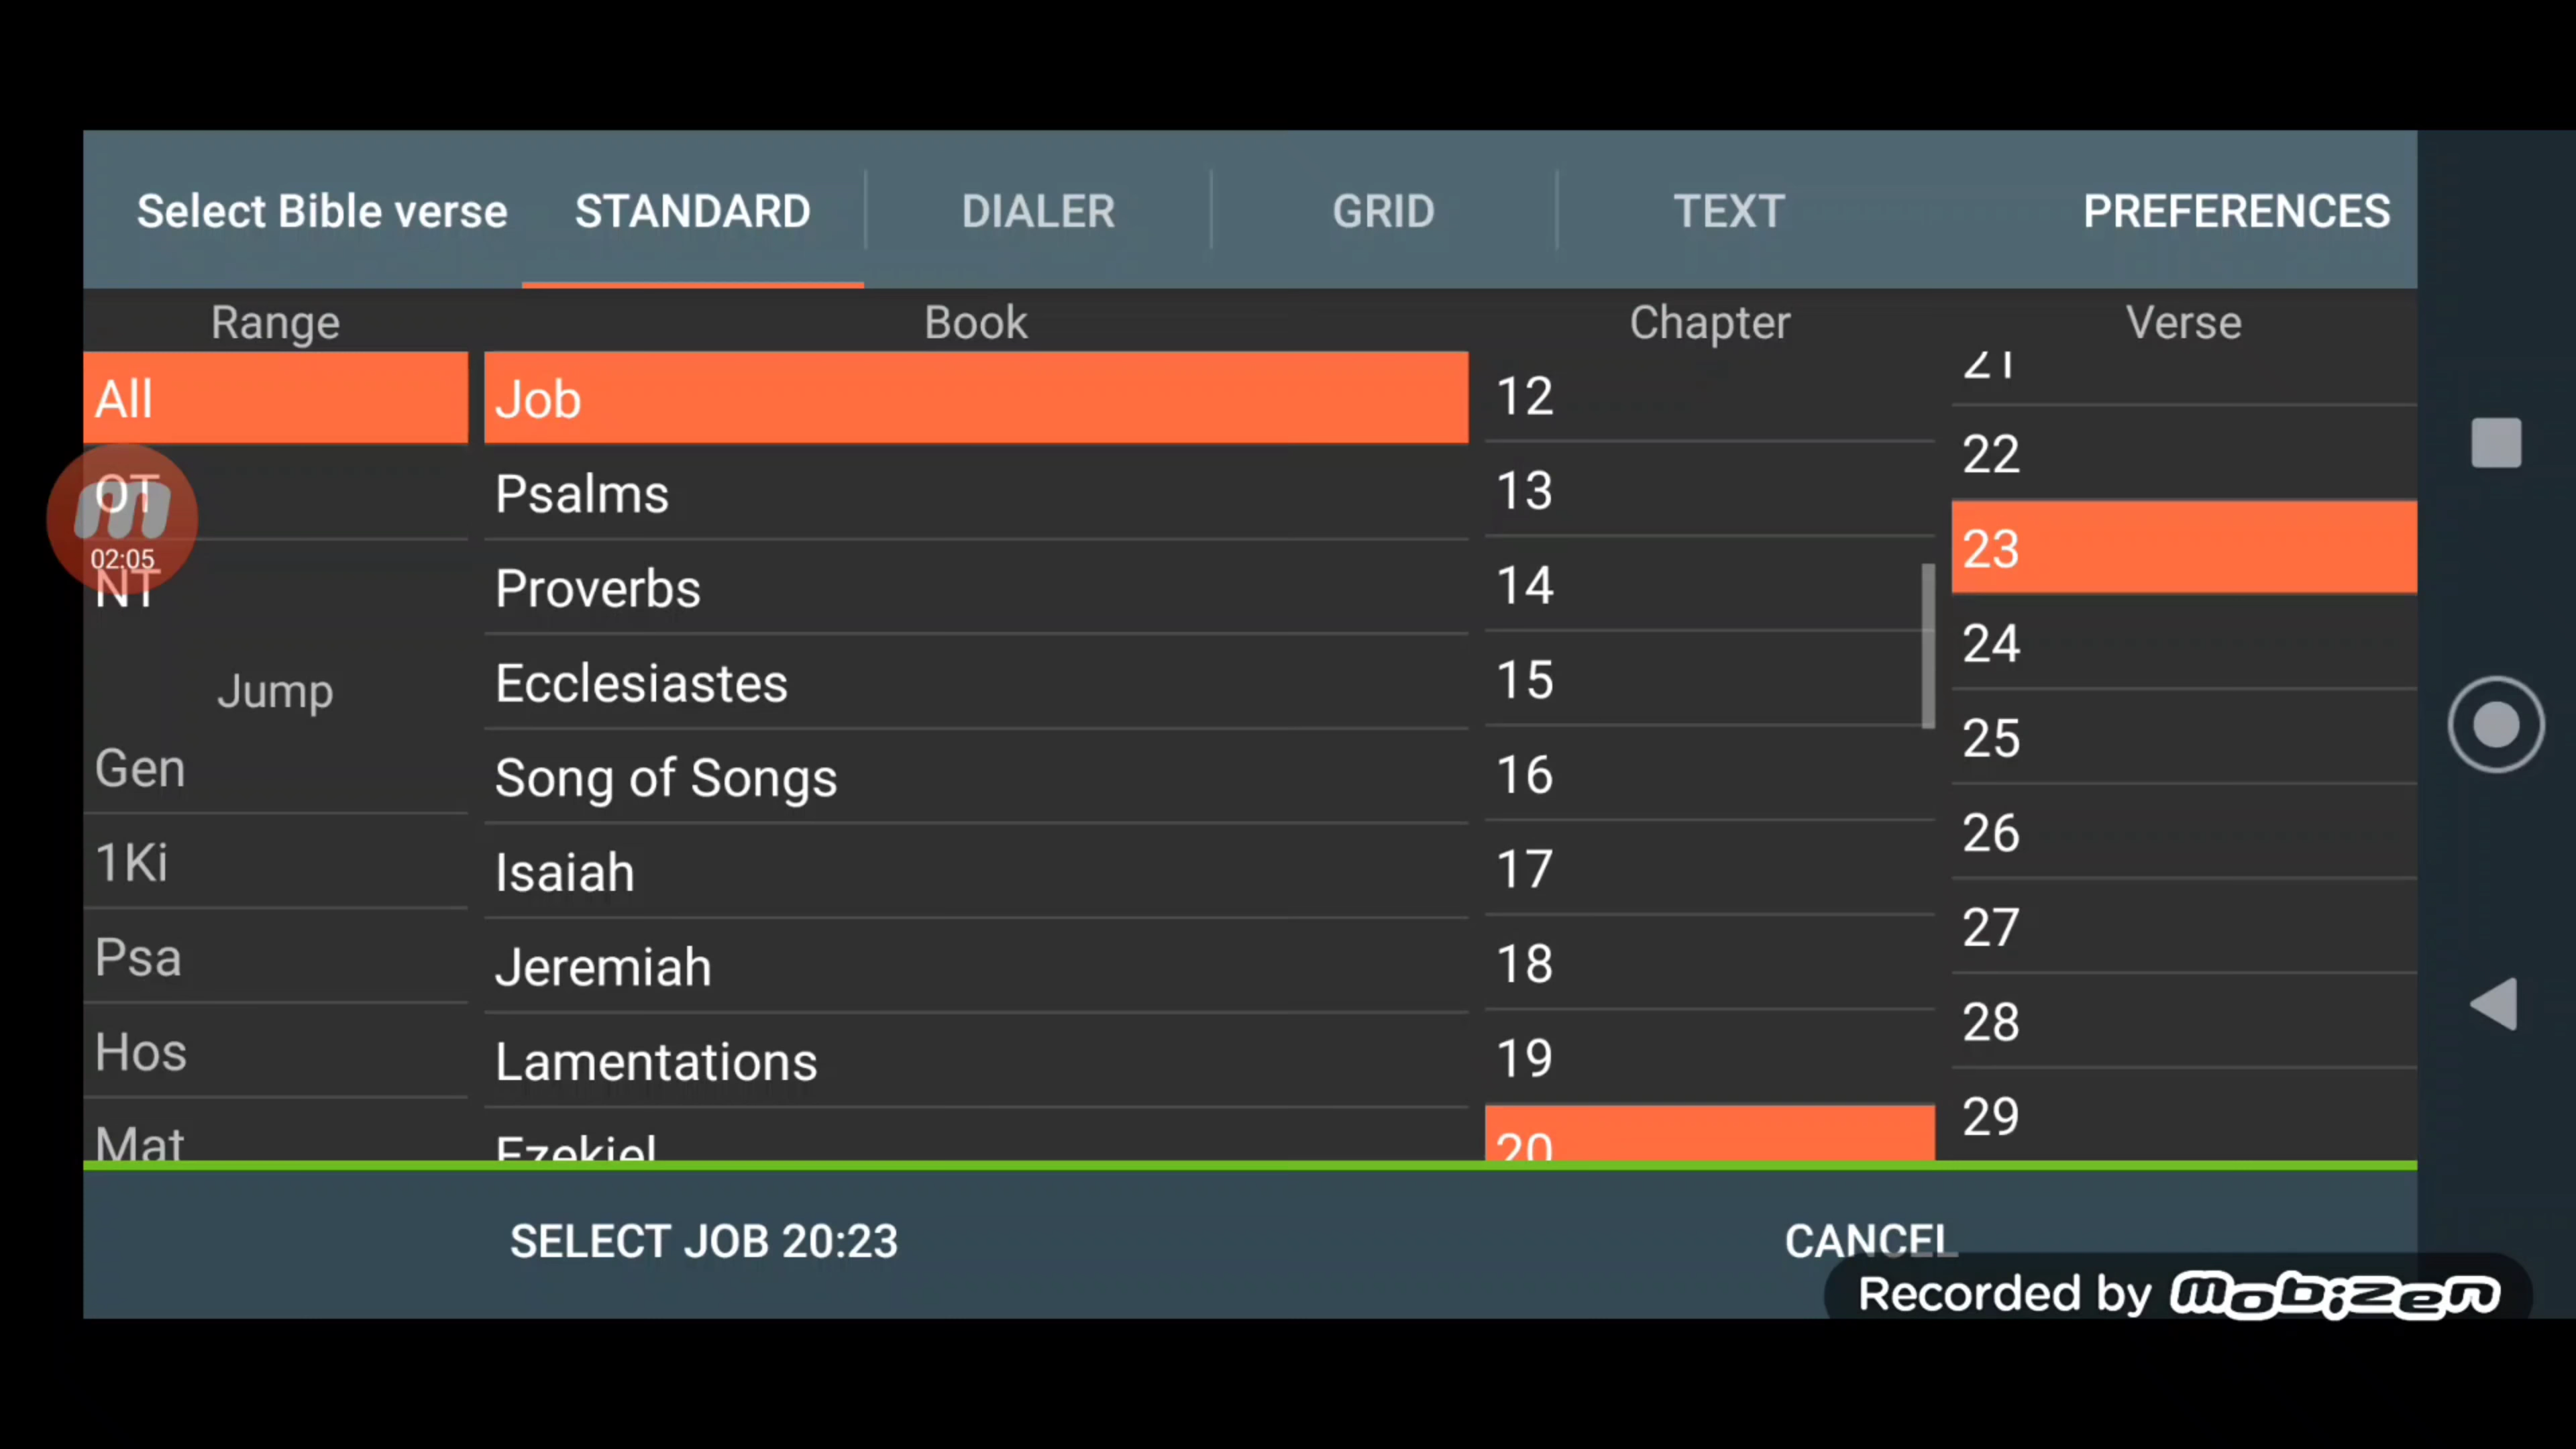 Select Bible verse STANDARD DIALER GRID TEXT PREFERENCES
Range Book Chapter Verse
All
OT
02:05
NT
Jump
Gen
1Ki
Psa
Hos
Mat
Job
Psalms
Proverbs
Ecclesiastes
Song of Songs
Isaiah
Jeremiah
Lamentations
Ezekiel
12
13
14
15
16
17
18
19
20
21
22
23
24
25
26
27
28
29
SELECT JOB 20:23 CANCEL
Recorded by mobizen